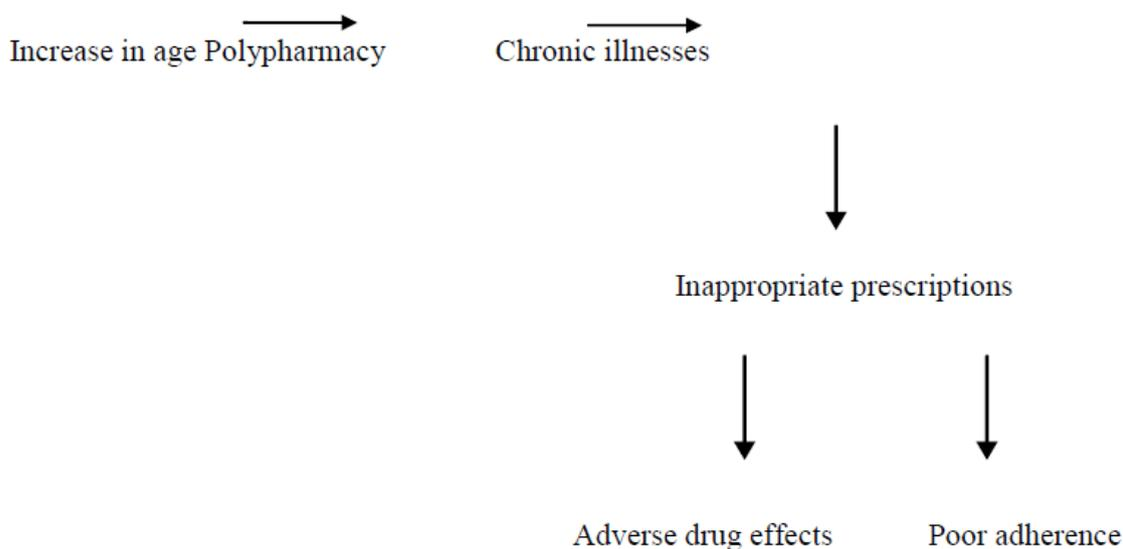 Increase in age Polypharmacy Chronic illnesses
Inappropriate prescriptions
Adverse drug effects Poor adherence